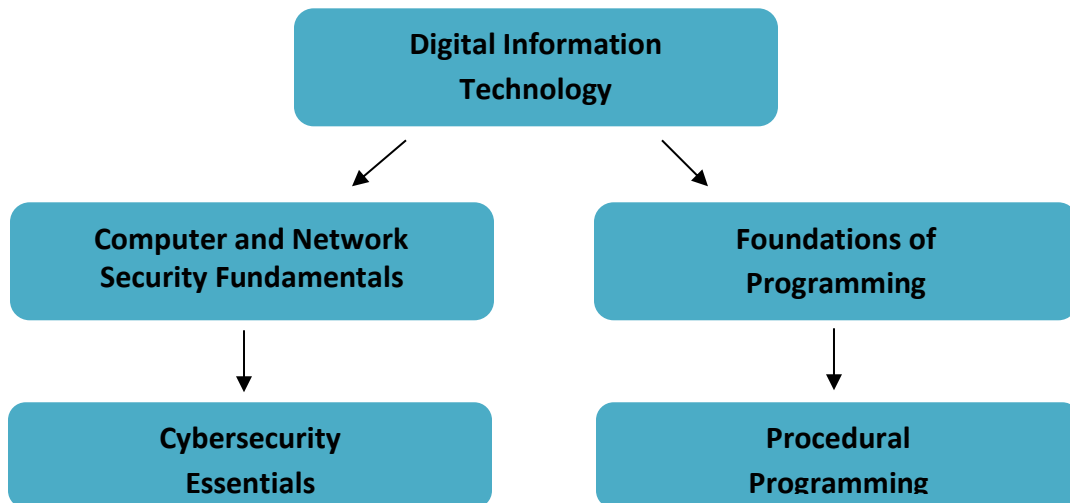 Digital Information
Technology
Computer and Network
Security Fundamentals
Foundations of
Programming
Cybersecurity
Essentials
Procedural
Programming